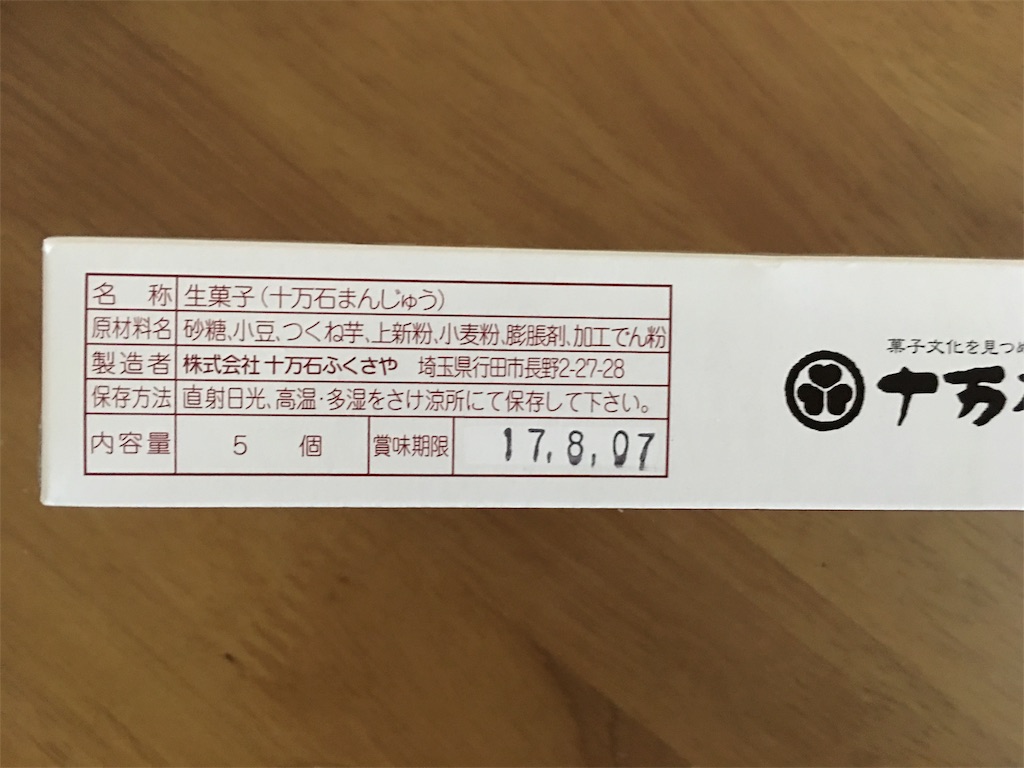 名 称 生菓子(十万石まんじゅう)
原材料名 砂糖、小豆、つくね芋、上新粉、小麦粉、膨脹剤、加工でん粉
製造者 株式会社 十万石ふくさや 埼玉県行田市長野2-27-28
保存方法 直射日光、高温・多湿をさけ涼所にて保存して下さい。
内容量 5 個 賞味期限 17.8.07
菓子文化を見つめ
十万